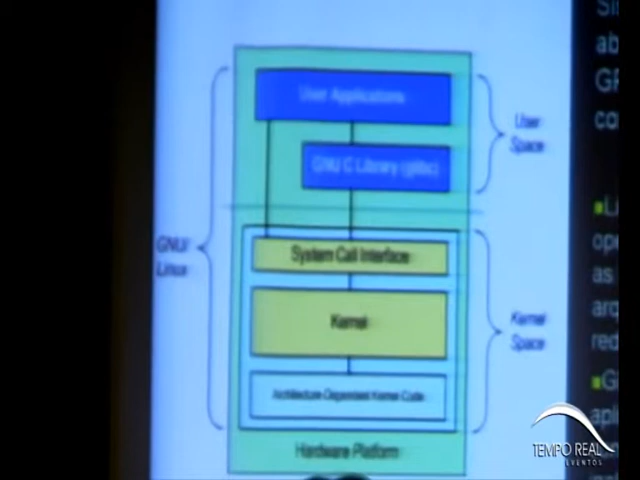 User Applications
GNU C Library (glibc)
User
Space
GNU/
Linux
System Call Interface
Kernel
Kernel
Space
Architecture-Dependent Kernel Code
Hardware Platform
TEMPO REAL
EVENTOS